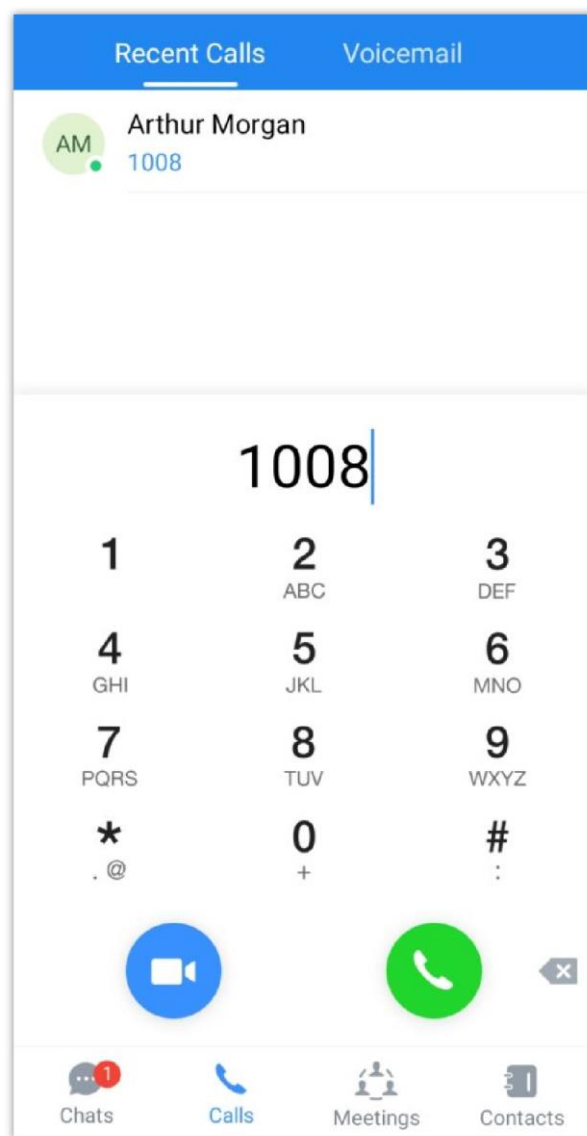 Recent Calls Voicemail
AM Arthur Morgan
1008
1008
1 2 3
ABC DEF
4 5 6
GHI JKL MNO
7 8 9
PQRS TUV WXYZ
* 0 #
. @ + :
1
Chats Calls Meetings Contacts